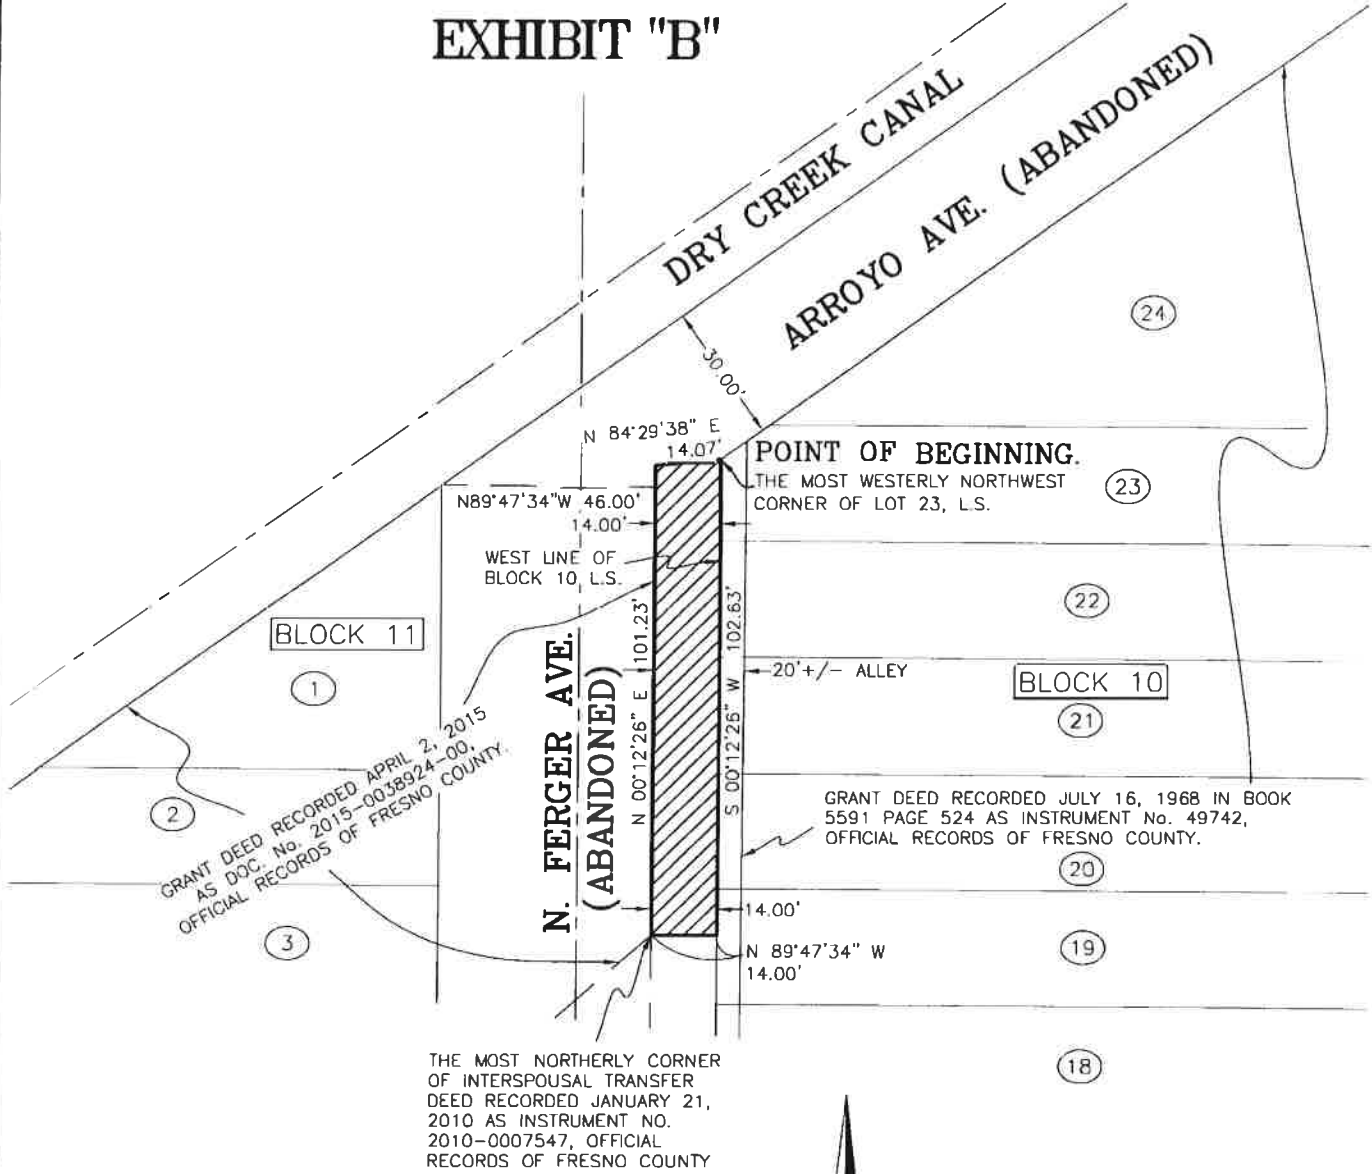 EXHIBIT "B"
DRY CREEK CANAL
ARROYO AVE. (ABANDONED)
24
30.00'
N 84°29'38" E
14.07'
POINT OF BEGINNING.
THE MOST WESTERLY NORTHWEST
CORNER OF LOT 23, L.S.
23
N89°47'34"W 46.00'
14.00'
WEST LINE OF
BLOCK 10, L.S.
22
BLOCK 11
1
N 00°12'26" E 101.23'
S 00°12'26" W 102.63'
20'+/- ALLEY
BLOCK 10
21
N. FERGER AVE.
(ABANDONED)
2
GRANT DEED RECORDED APRIL 2, 2015
AS DOC. No. 2015-0038924-00,
OFFICIAL RECORDS OF FRESNO COUNTY.
GRANT DEED RECORDED JULY 16, 1968 IN BOOK
5591 PAGE 524 AS INSTRUMENT No. 49742,
OFFICIAL RECORDS OF FRESNO COUNTY.
20
14.00'
3
N 89°47'34" W
14.00'
19
THE MOST NORTHERLY CORNER
OF INTERSPOUSAL TRANSFER
DEED RECORDED JANUARY 21,
2010 AS INSTRUMENT NO.
2010-0007547, OFFICIAL
RECORDS OF FRESNO COUNTY
18